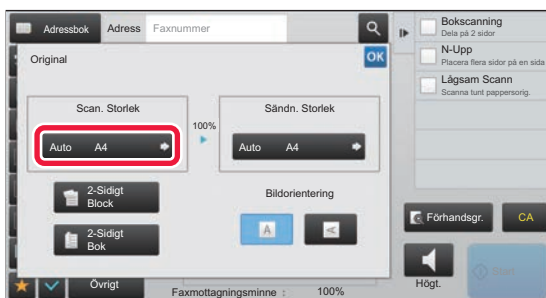 Adressbok
Adress
Faxnummer
Original
OK
Scan. Storlek
Auto A4
100%
Sändn. Storlek
Auto A4
2-Sidigt
Block
2-Sidigt
Bok
Bildorientering
A
A
Övrigt
Faxmottagningsminne : 100%
Bokscanning
Dela på 2 sidor
N-Upp
Placera flera sidor på en sida
Lågsam Scann
Scanna tunt pappersorig.
Förhandsgr.
CA
Högt.
Start